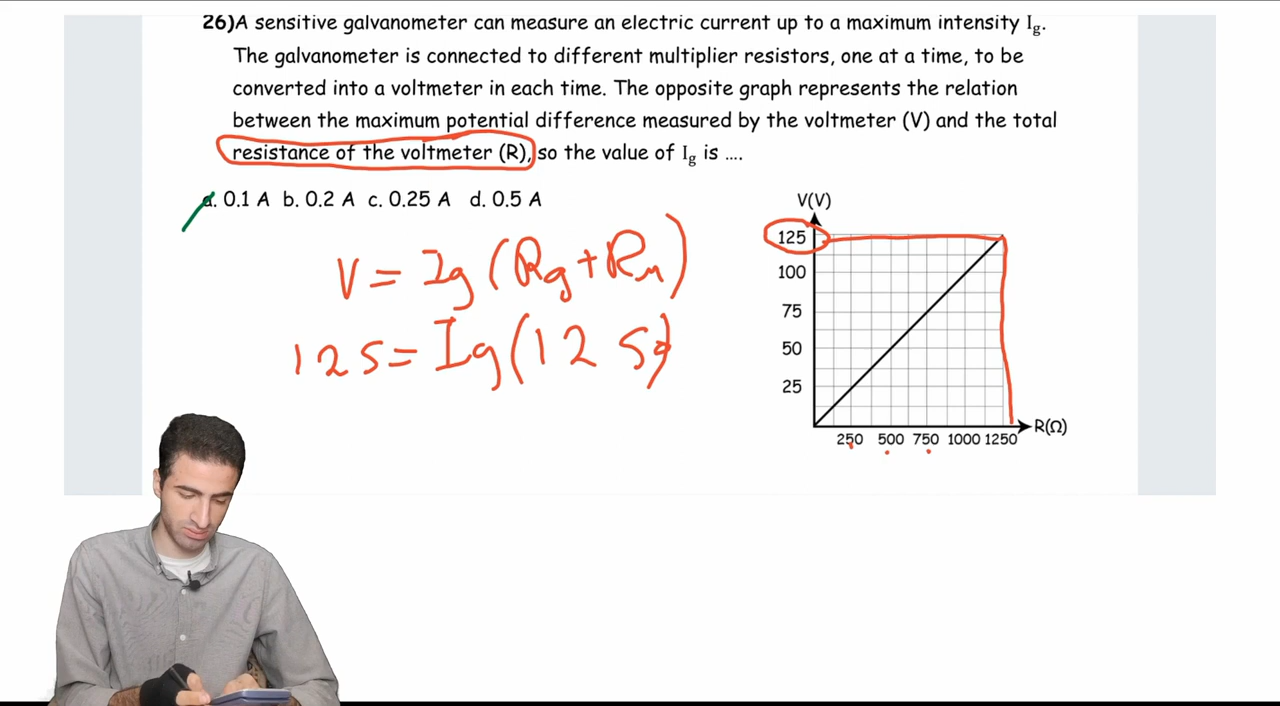 26)A sensitive galvanometer can measure an electric current up to a maximum intensity Ig.
The galvanometer is connected to different multiplier resistors, one at a time, to be
converted into a voltmeter in each time. The opposite graph represents the relation
between the maximum potential difference measured by the voltmeter (V) and the total
resistance of the voltmeter (R), so the value of Ig is ....
a. 0.1 A b. 0.2 A c. 0.25 A d. 0.5 A
V = Ig (Rg + Rm)
125 = Ig (1250)
V(V)
125
100
75
50
25
250 500 750 1000 1250
R(Ω)